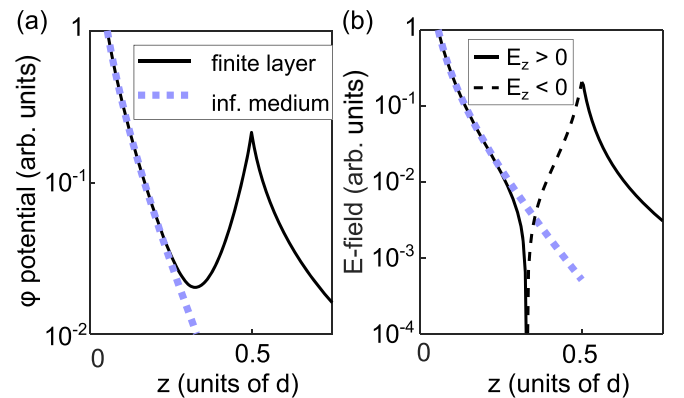 (a)
1
10⁻¹
10⁻²
φ potential (arb. units)
finite layer
inf. medium
0
0.5
z (units of d)
(b)
1
10⁻¹
10⁻²
10⁻³
10⁻⁴
E-field (arb. units)
E_z > 0
E_z < 0
0
0.5
z (units of d)